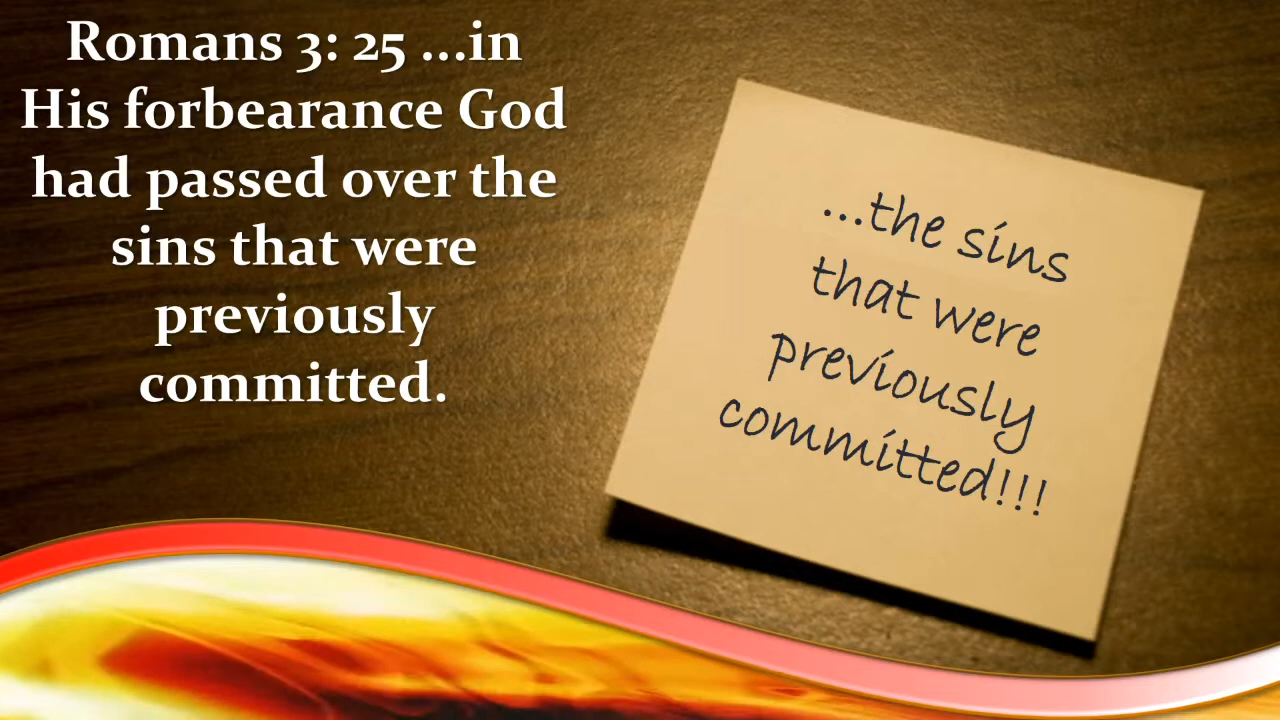 Romans 3: 25 ...in
His forbearance God
had passed over the
sins that were
previously
committed.
...the sins
that were
previously
committed!!!